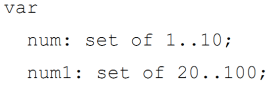 var
num: set of 1..10;
num1: set of 20..100;